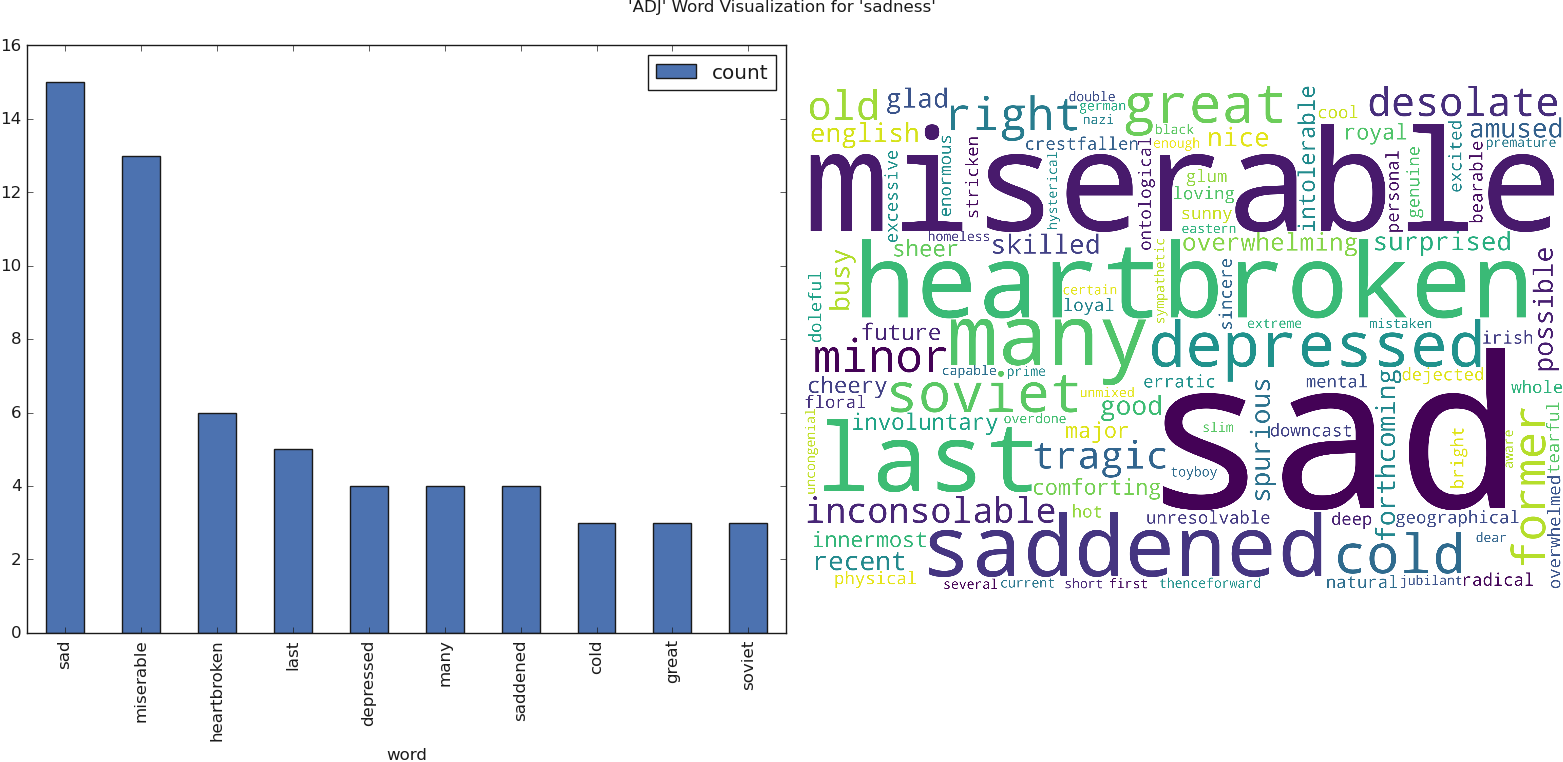 'ADJ' Word Visualization for 'sadness'
16
14
12
10
8
6
4
2
0
count
sad
miserable
heartbroken
last
depressed
many
saddened
cold
great
soviet
word
old
glad
right
double
german
nazi
great
cool
desolate
english
crestfallen
black
enough
nice
royal
amused
premature
miserable
excessive
enormous
stricken
hysterical
ontological
glum
loving
sunny
eastern
intolerable
personal
genuine
excited
bearable
homeless
sheer
skilled
overwhelming
surprised
doleful
busy
heartbroken
certain
loyal
sympathetic
sincere
possible
future
many
extreme
mistaken
irish
minor
capable
prime
depressed
cheery
floral
soviet
unmixed
erratic
mental
dejected
whole
good
sad
uncongenial
involuntary
overdone
major
slim
spurious
downcast
forthcoming
bright
aware
former
tearful
last
tragic
toyboy
comforting
inconsolable
hot
unresolvable
deep
geographical
overwhelmed
innermost
saddened
cold
dear
recent
physical
several
current
short
first
thenceforward
natural
jubilant
radical